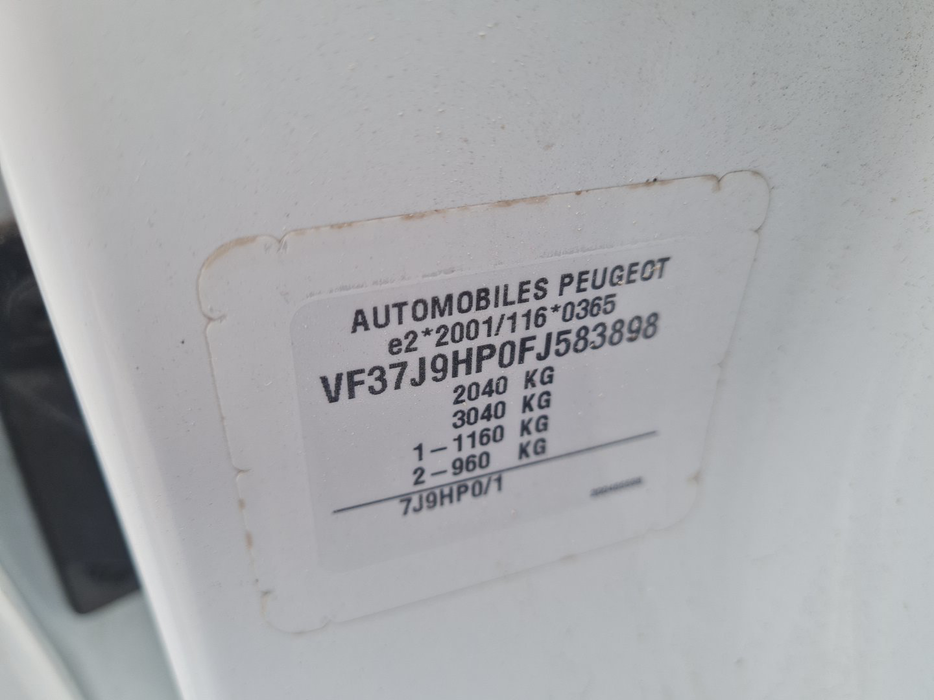 AUTOMOBILES PEUGEOT
e2*2001/116*0365
VF37J9HP0FJ583898
2040 KG
3040 KG
1-1160 KG
2-960 KG
7J9HP0/1